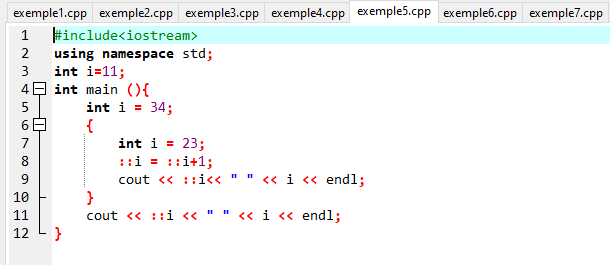 exemple1.cpp exemple2.cpp exemple3.cpp exemple4.cpp exemple5.cpp exemple6.cpp exemple7.cpp
1 #include<iostream>
2 using namespace std;
3 int i=11;
4 int main (){
5     int i = 34;
6     {
7         int i = 23;
8         ::i = ::i+1;
9         cout << ::i<< " " << i << endl;
10     }
11     cout << ::i << " " << i << endl;
12 }